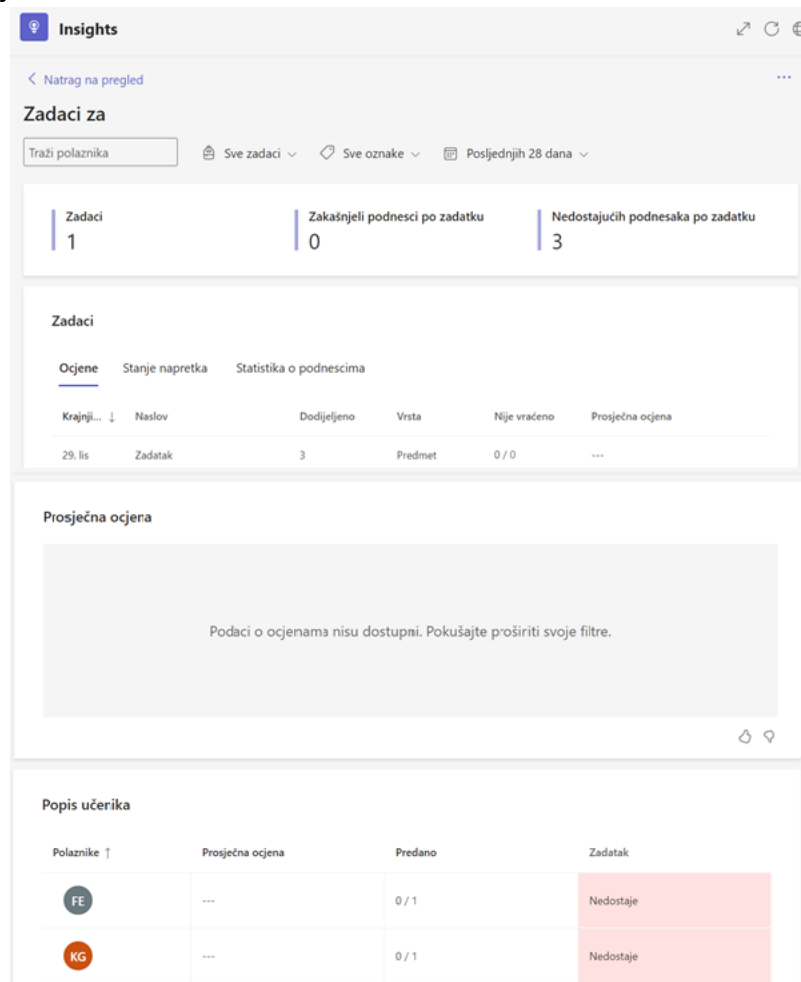 Insights
Natrag na pregled
Zadaci za
Traži polaznika
Sve zadaci
Sve oznake
Posljednjih 28 dana
Zadaci
Zakašnjeli podnesci po zadatku
Nedostajućih podnesaka po zadatku
1
0
3
Zadaci
Ocjene
Stanje napretka
Statistika o podnescima
Krajnji... ↓
Naslov
Dodijeljeno
Vrsta
Nije vraćeno
Prosječna ocjena
29. lis
Zadatak
3
Predmet
0 / 0
---
Prosječna ocjena
Podaci o ocjenama nisu dostupni. Pokušajte proširiti svoje filtre.
Popis učerika
Polaznike ↑
Prosječna ocjena
Predano
Zadatak
FE
---
0 / 1
Nedostaje
KG
---
0 / 1
Nedostaje